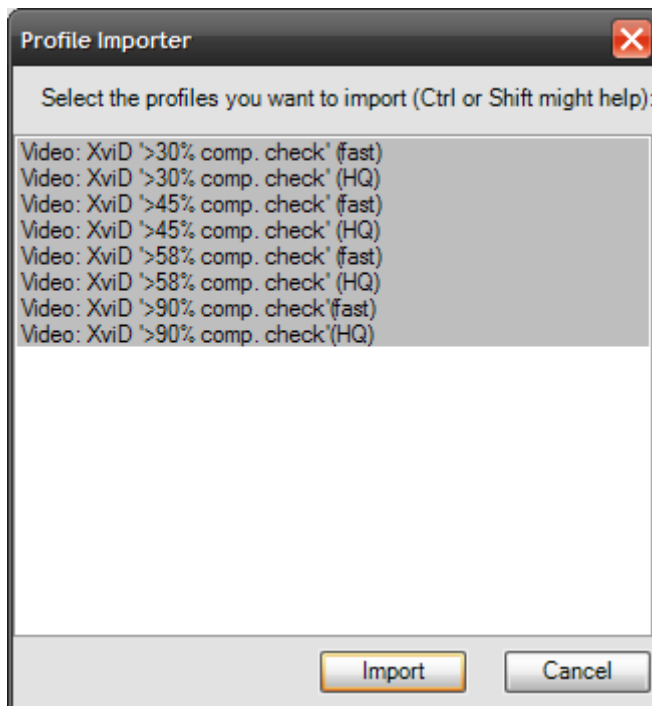 Profile Importer
Select the profiles you want to import (Ctrl or Shift might help):
Video: XviD '>30% comp. check' (fast)
Video: XviD '>30% comp. check' (HQ)
Video: XviD '>45% comp. check' (fast)
Video: XviD '>45% comp. check' (HQ)
Video: XviD '>58% comp. check' (fast)
Video: XviD '>58% comp. check' (HQ)
Video: XviD '>90% comp. check'(fast)
Video: XviD '>90% comp. check'(HQ)
Import Cancel